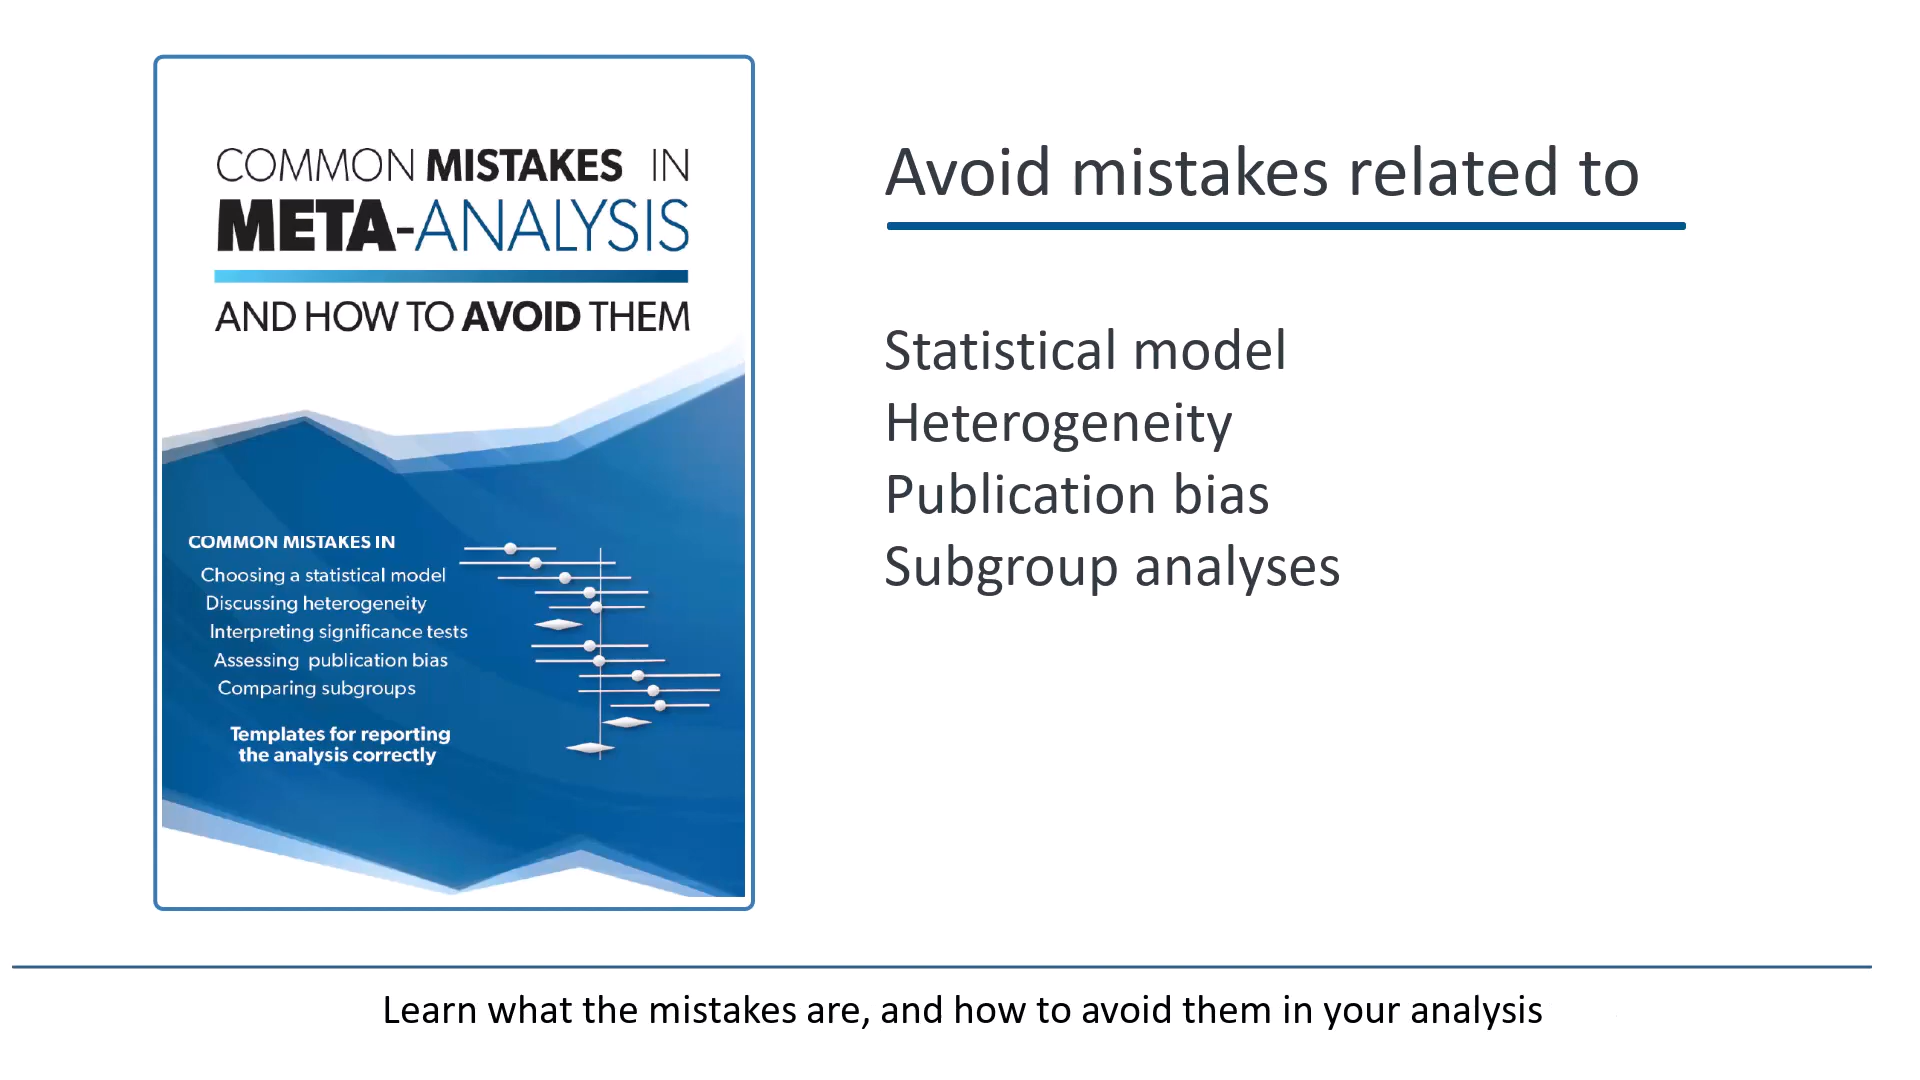 COMMON MISTAKES IN
META-ANALYSIS
AND HOW TO AVOID THEM
COMMON MISTAKES IN
Choosing a statistical model
Discussing heterogeneity
Interpreting significance tests
Assessing publication bias
Comparing subgroups
Templates for reporting
the analysis correctly
Avoid mistakes related to
Statistical model
Heterogeneity
Publication bias
Subgroup analyses
Learn what the mistakes are, and how to avoid them in your analysis